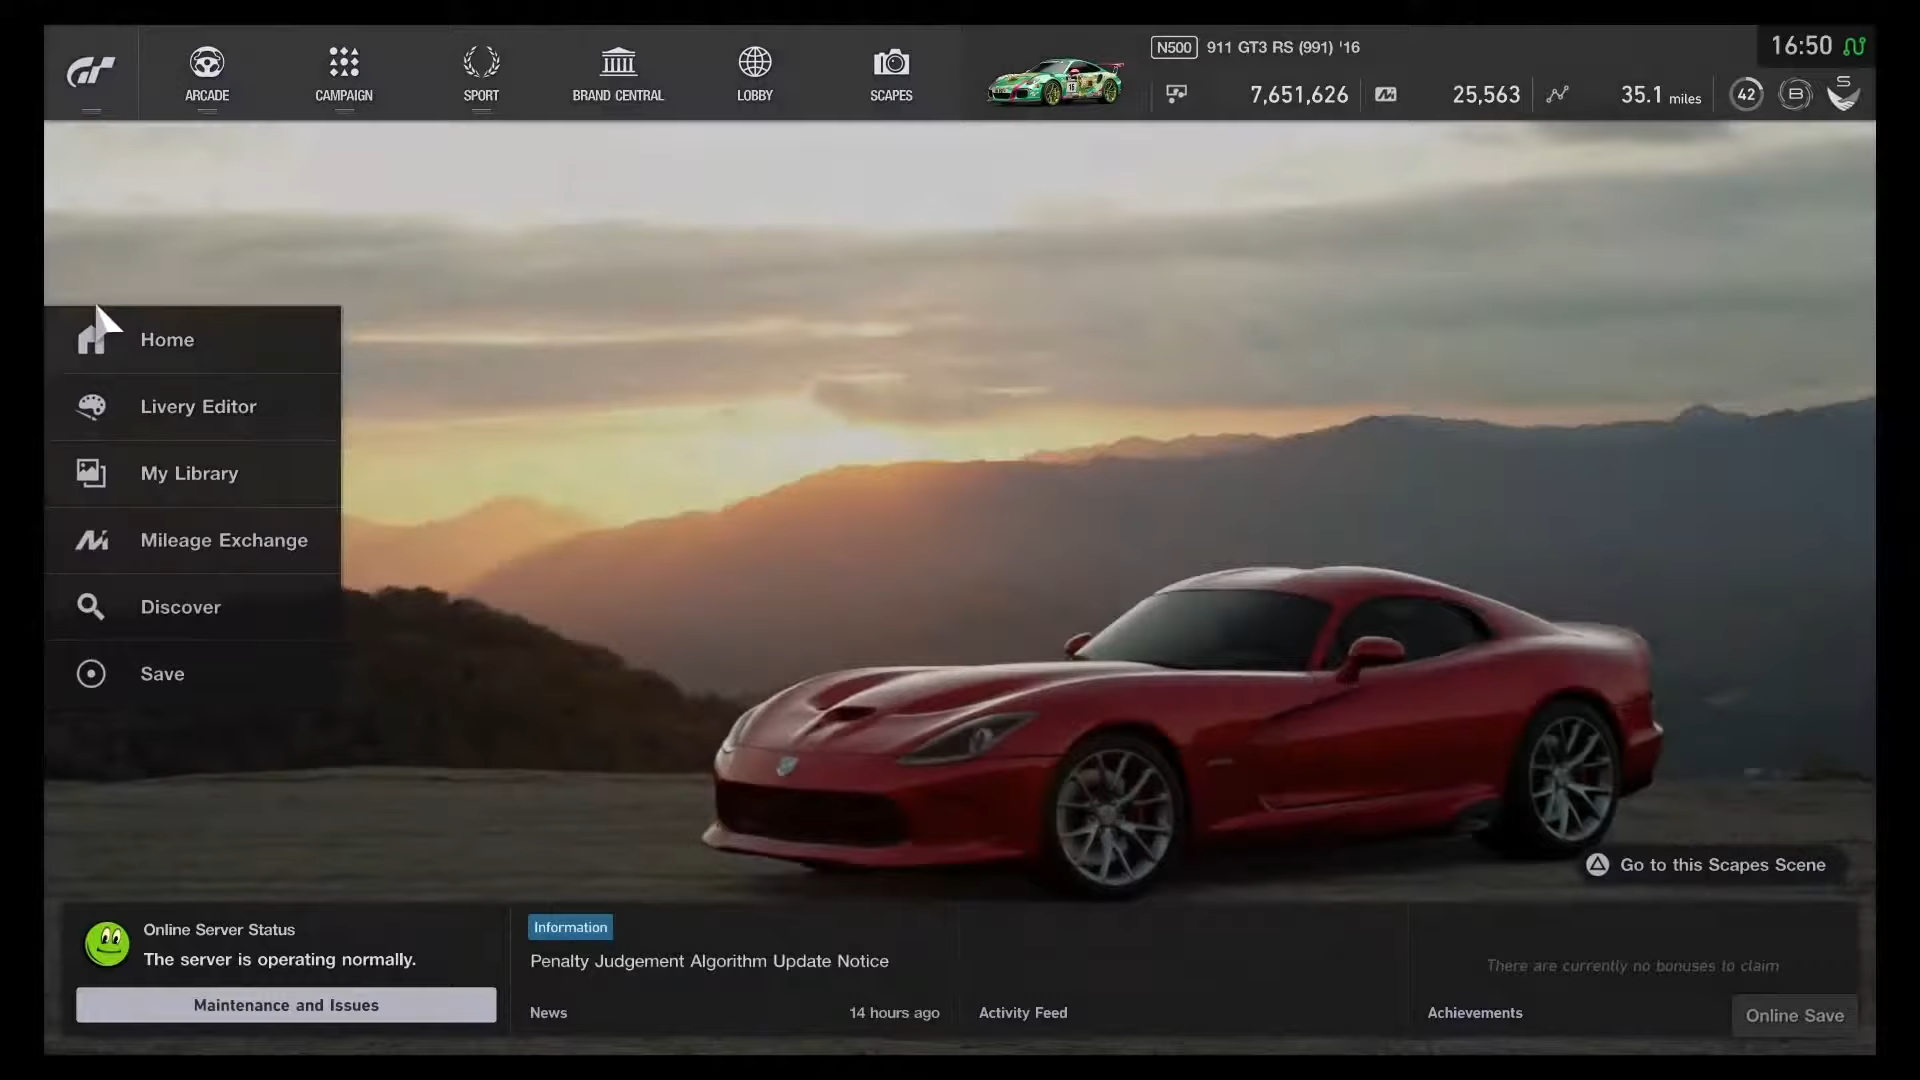 GT
ARCADE
CAMPAIGN
SPORT
BRAND CENTRAL
LOBBY
SCAPES
N500 911 GT3 RS (991) '16
7,651,626
25,563
35.1 miles
42
B
S
16:50
Home
Livery Editor
My Library
Mileage Exchange
Discover
Save
Go to this Scapes Scene
Online Server Status
The server is operating normally.
Maintenance and Issues
Information
Penalty Judgement Algorithm Update Notice
News
14 hours ago
Activity Feed
There are currently no bonuses to claim
Achievements
Online Save